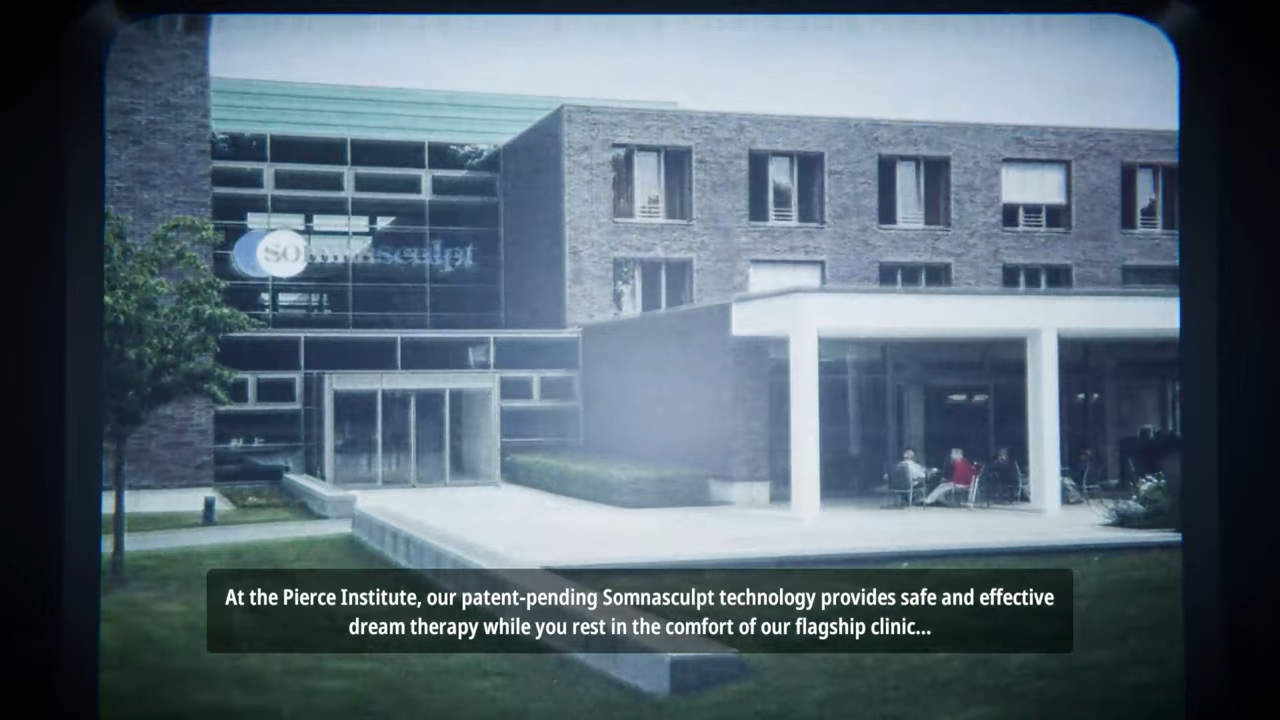 somnasculpt
At the Pierce Institute, our patent-pending Somnasculpt technology provides safe and effective
dream therapy while you rest in the comfort of our flagship clinic...